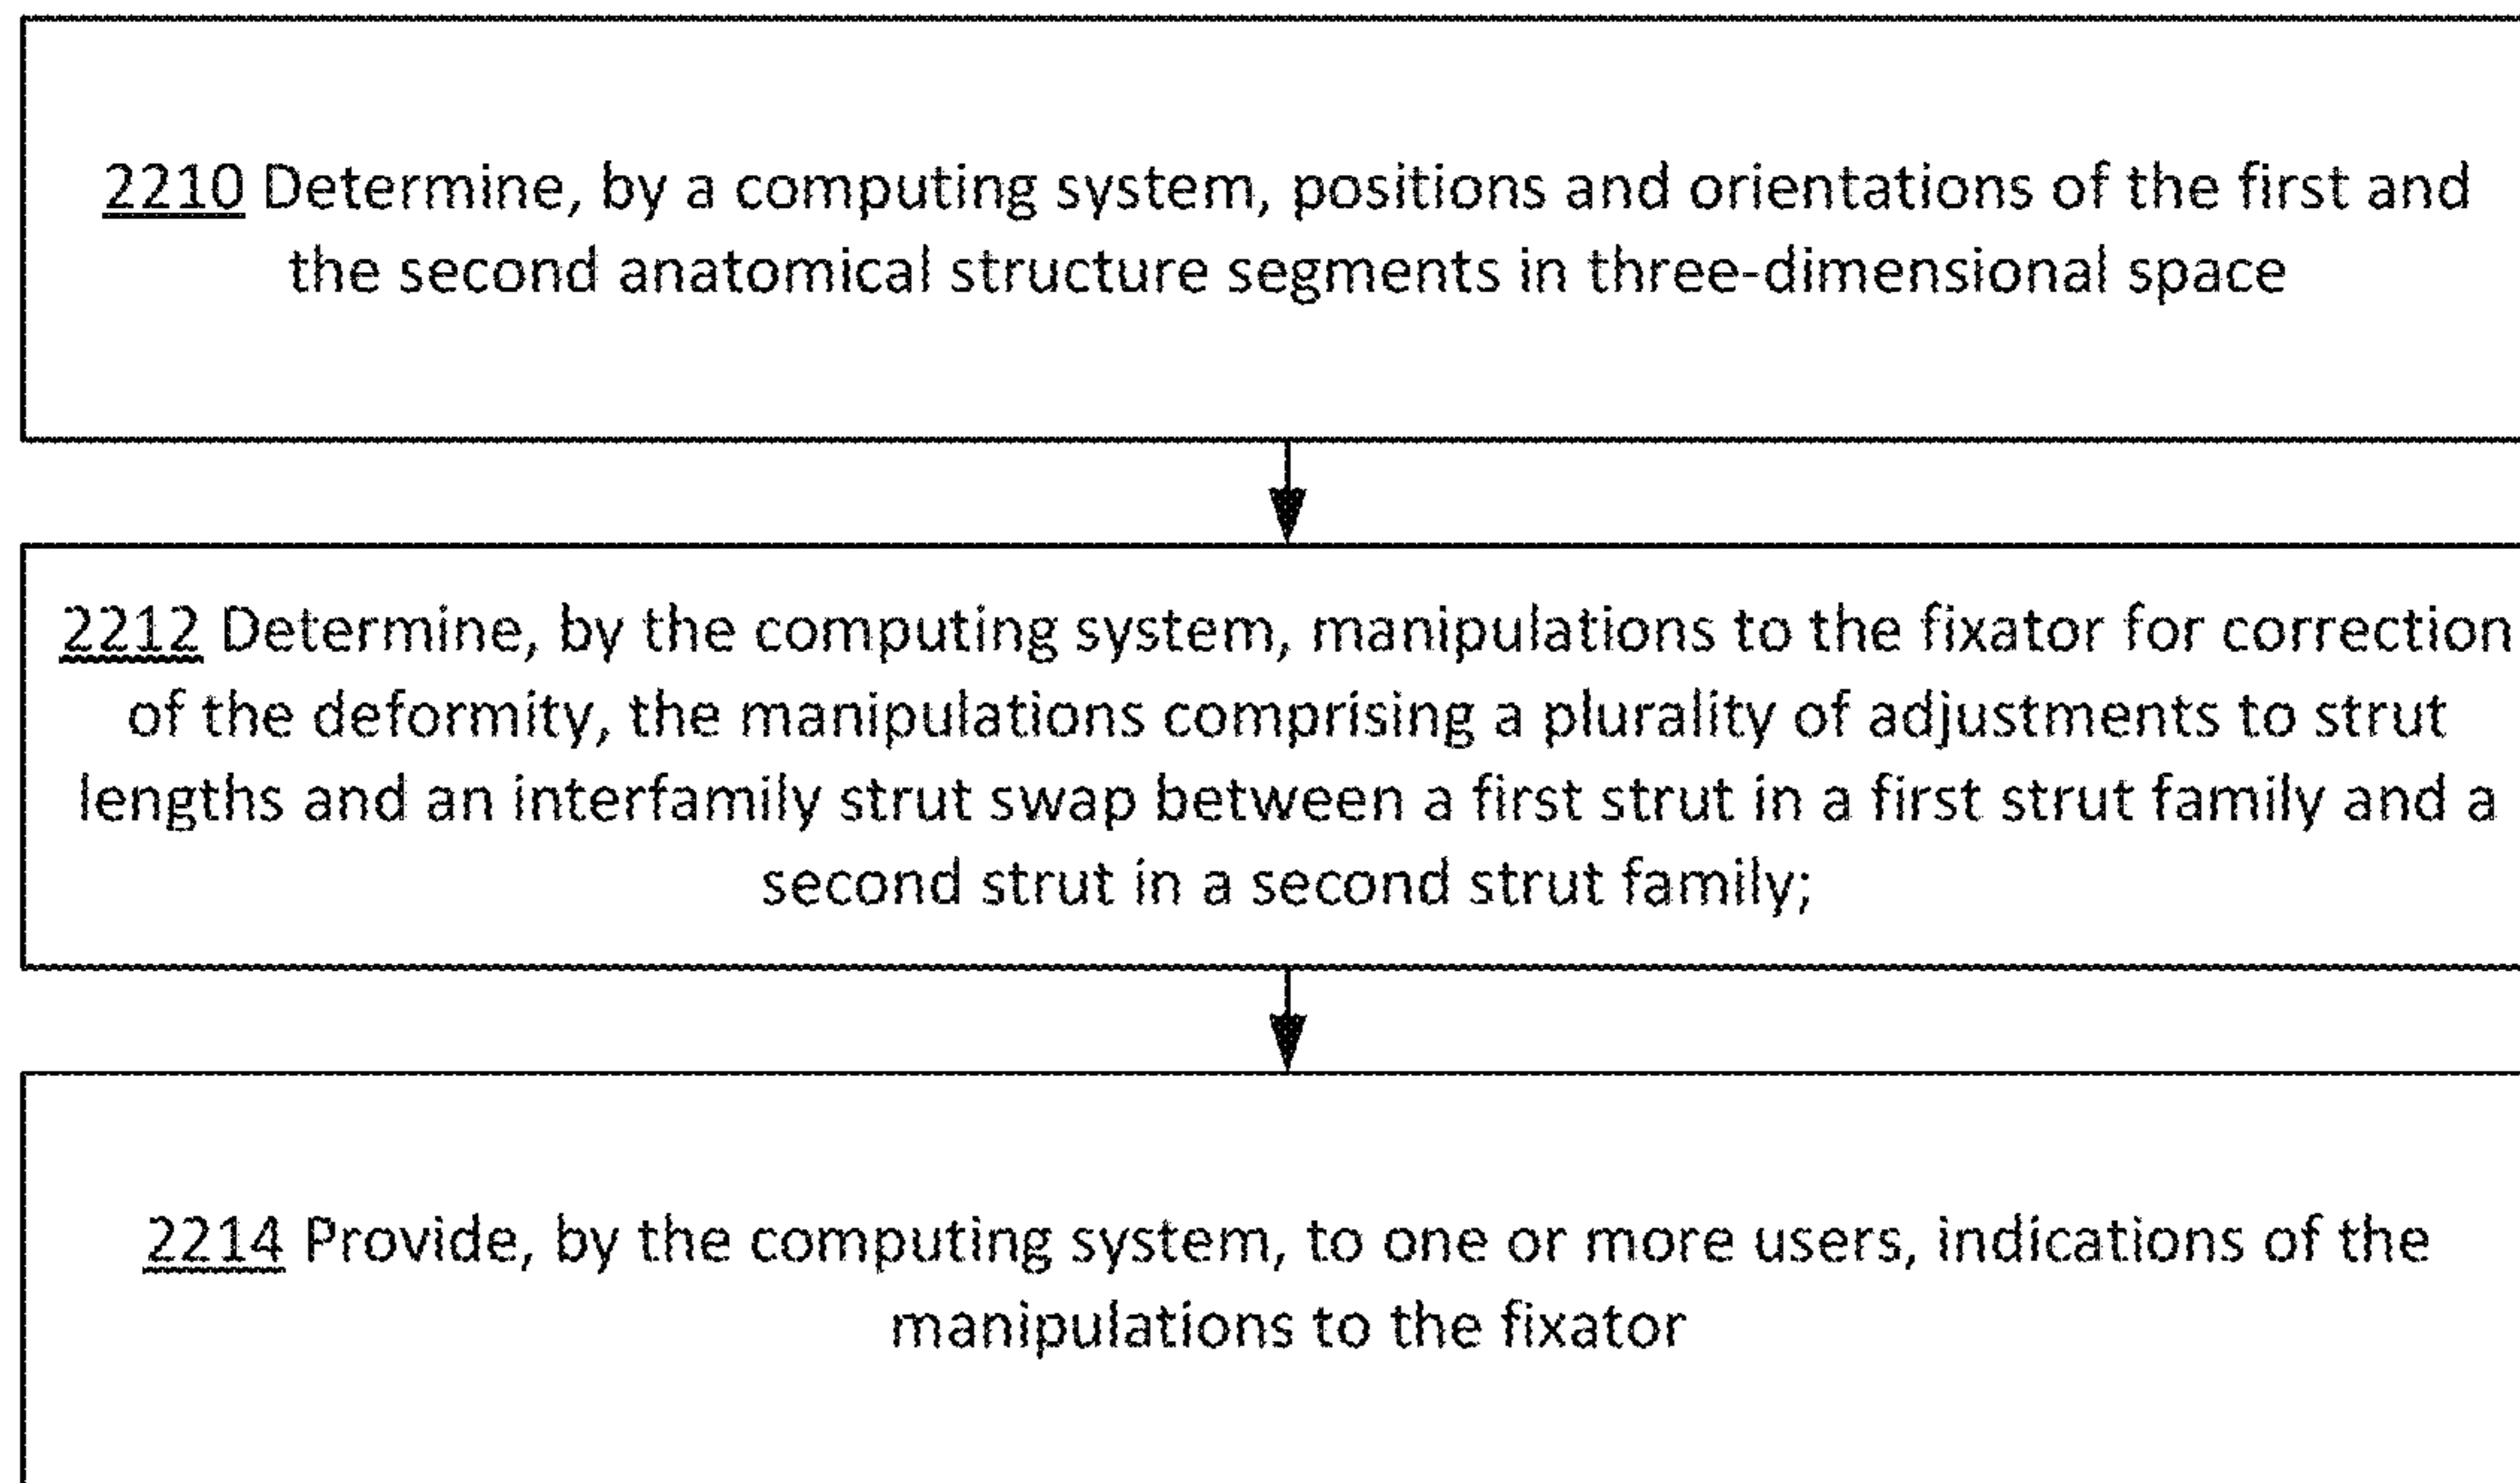 2210 Determine, by a computing system, positions and orientations of the first and
the second anatomical structure segments in three-dimensional space
2212 Determine, by the computing system, manipulations to the fixator for correction
of the deformity, the manipulations comprising a plurality of adjustments to strut
lengths and an interfamily strut swap between a first strut in a first strut family and a
second strut in a second strut family;
2214 Provide, by the computing system, to one or more users, indications of the
manipulations to the fixator